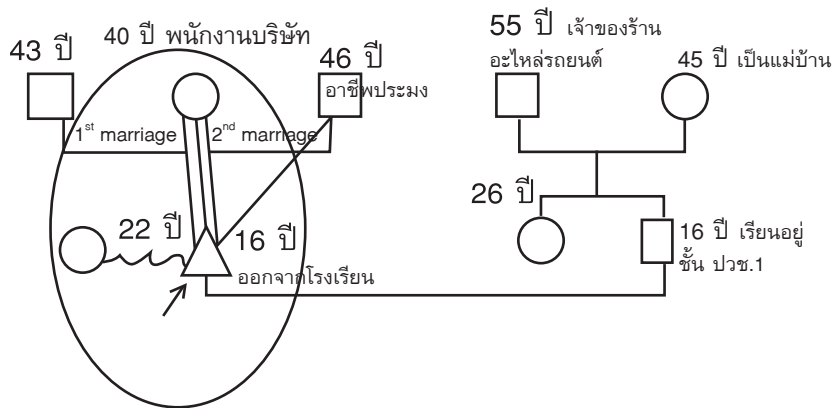 43 ปี
40 ปี พนักงานบริษัท
46 ปี
อาชีพประมง
1st marriage
2nd marriage
22 ปี
16 ปี
ออกจากโรงเรียน
55 ปี เจ้าของร้าน
อะไหล่รถยนต์
45 ปี เป็นแม่บ้าน
26 ปี
16 ปี เรียนอยู่
ชั้น ปวช.1